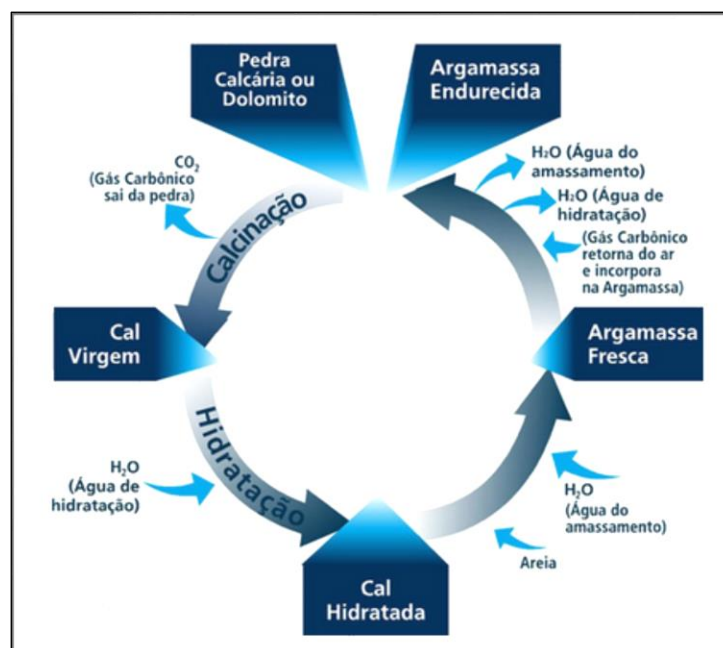 Pedra
Calcária ou
Dolomito
Argamassa
Endurecida
CO₂
(Gás Carbônico
sai da pedra)
Calcinação
H₂O (Água do
amassamento)
H₂O (Água de
hidratação)
(Gás Carbônico
retorna do ar
e incorpora
na Argamassa)
Cal
Virgem
Argamassa
Fresca
H₂O
(Água de
hidratação)
Hidratação
H₂O
(Água do
amassamento)
Areia
Cal
Hidratada